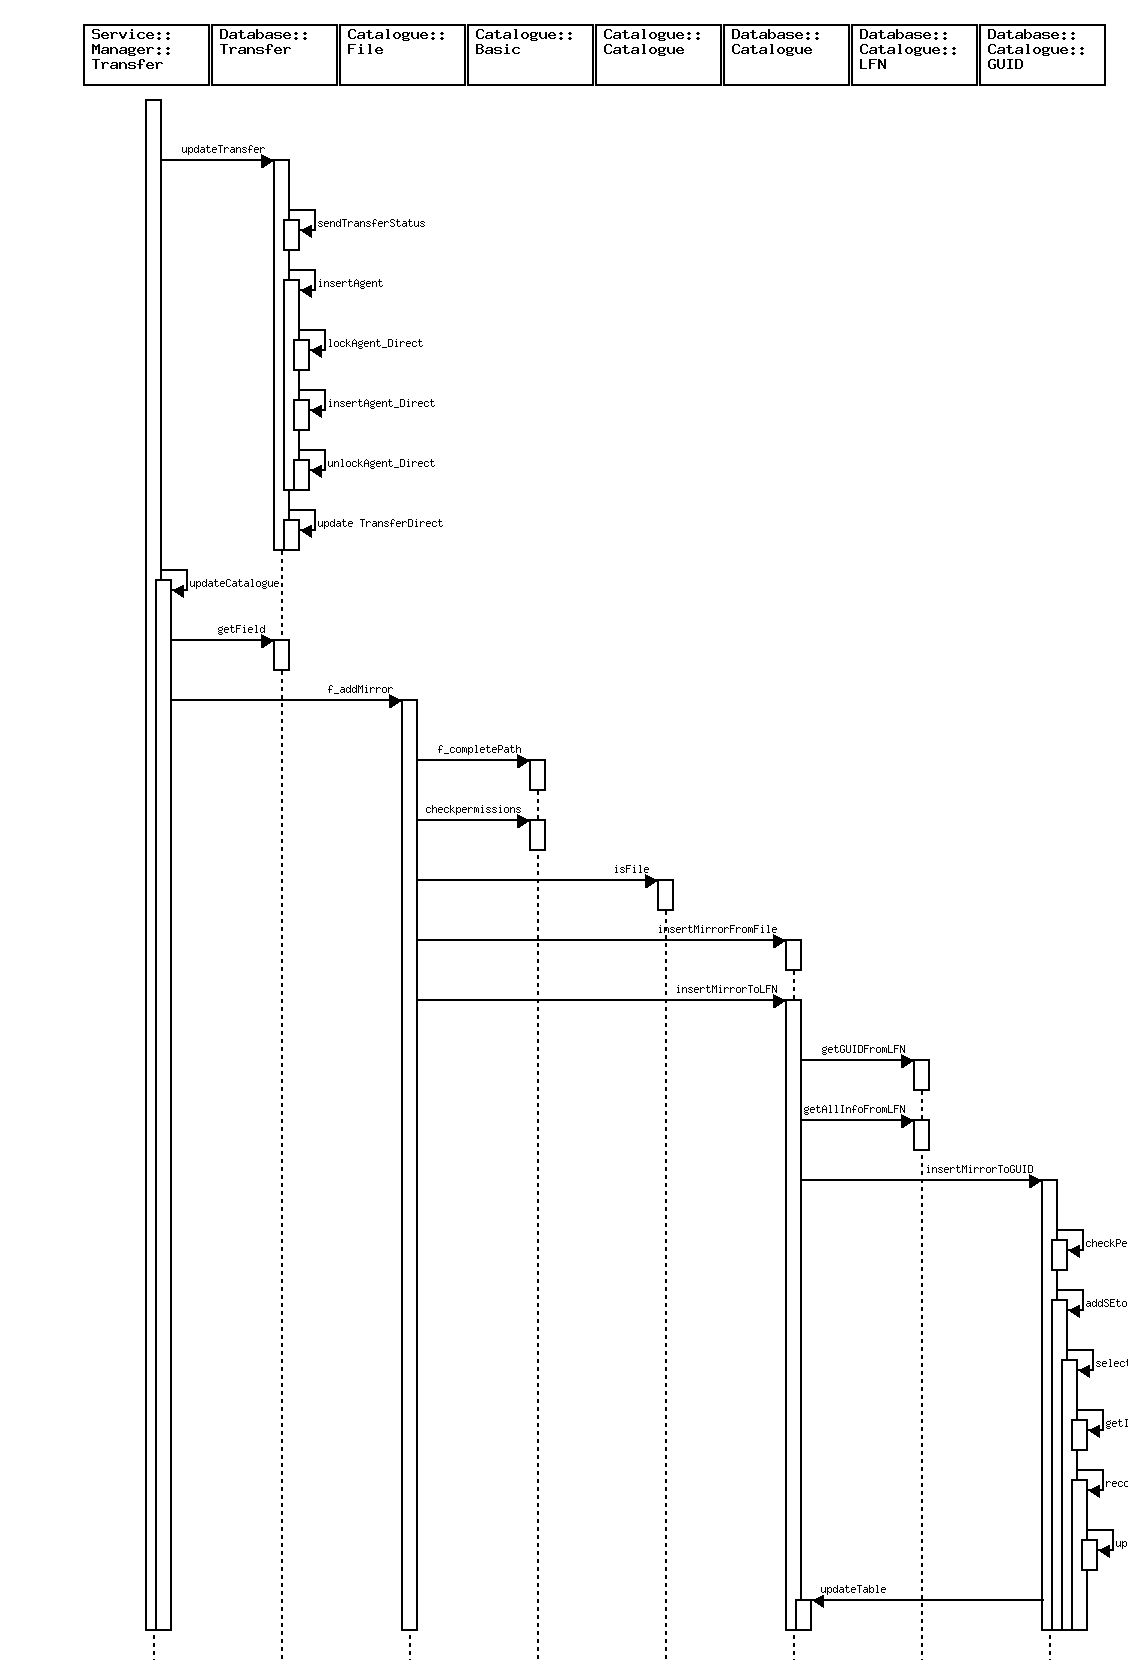 Service::
Manager::
Transfer
Database::
Transfer
Catalogue::
File
Catalogue::
Basic
Catalogue::
Catalogue
Database::
Catalogue
Database::
Catalogue::
LFN
Database::
Catalogue::
GUID
updateTransfer
sendTransferStatus
insertAgent
lockAgent_Direct
insertAgent_Direct
unlockAgent_Direct
update TransferDirect
updateCatalogue
getField
f_addMirror
f_completePath
checkpermissions
isFile
insertMirrorFromFile
insertMirrorToLFN
getGUIDFromLFN
getAllInfoFromLFN
insertMirrorToGUID
checkPe
addSEto
select
getI
reco
up
updateTable